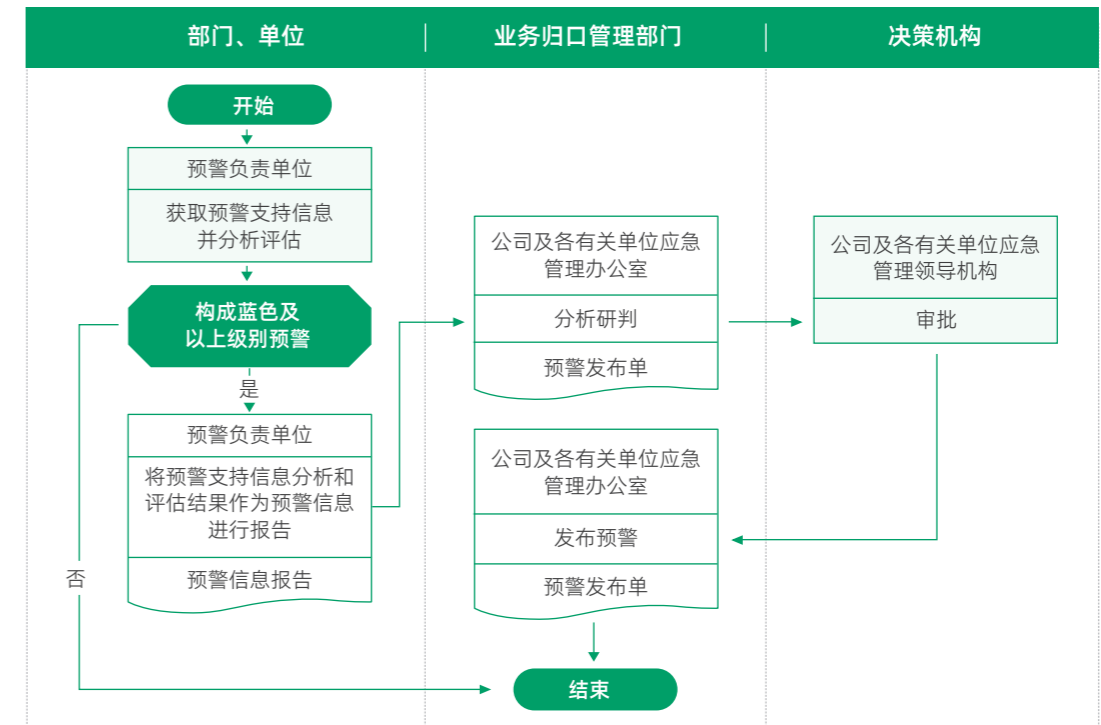 部门、单位
业务归口管理部门
决策机构
开始
预警负责单位
获取预警支持信息
并分析评估
构成蓝色及
以上级别预警
是
否
预警负责单位
将预警支持信息分析和
评估结果作为预警信息
进行报告
预警信息报告
公司及各有关单位应急
管理办公室
分析研判
预警发布单
公司及各有关单位应急
管理领导机构
审批
公司及各有关单位应急
管理办公室
发布预警
预警发布单
结束